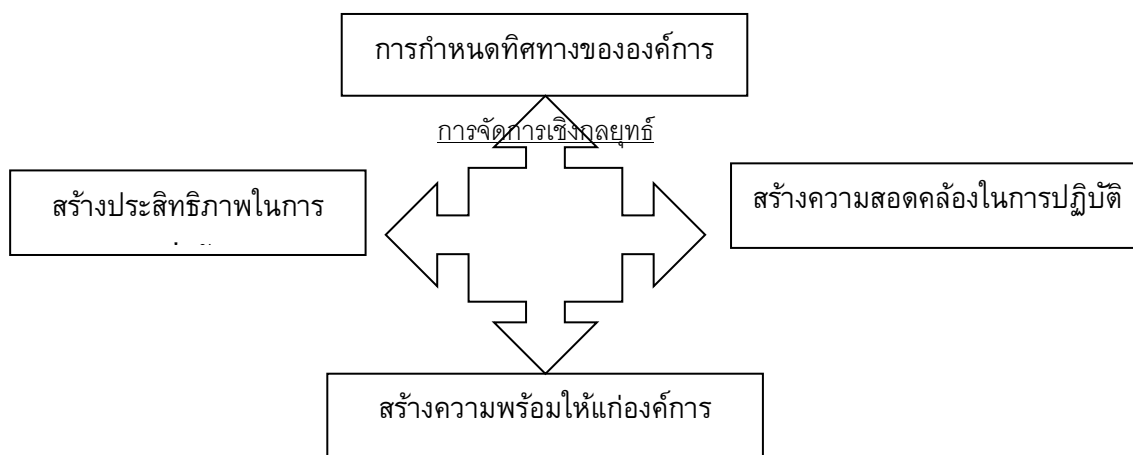 การกำหนดทิศทางขององค์การ
การจัดการเชิงกลยุทธ์
สร้างประสิทธิภาพในการ
สร้างความสอดคล้องในการปฏิบัติ
สร้างความพร้อมให้แก่องค์การ